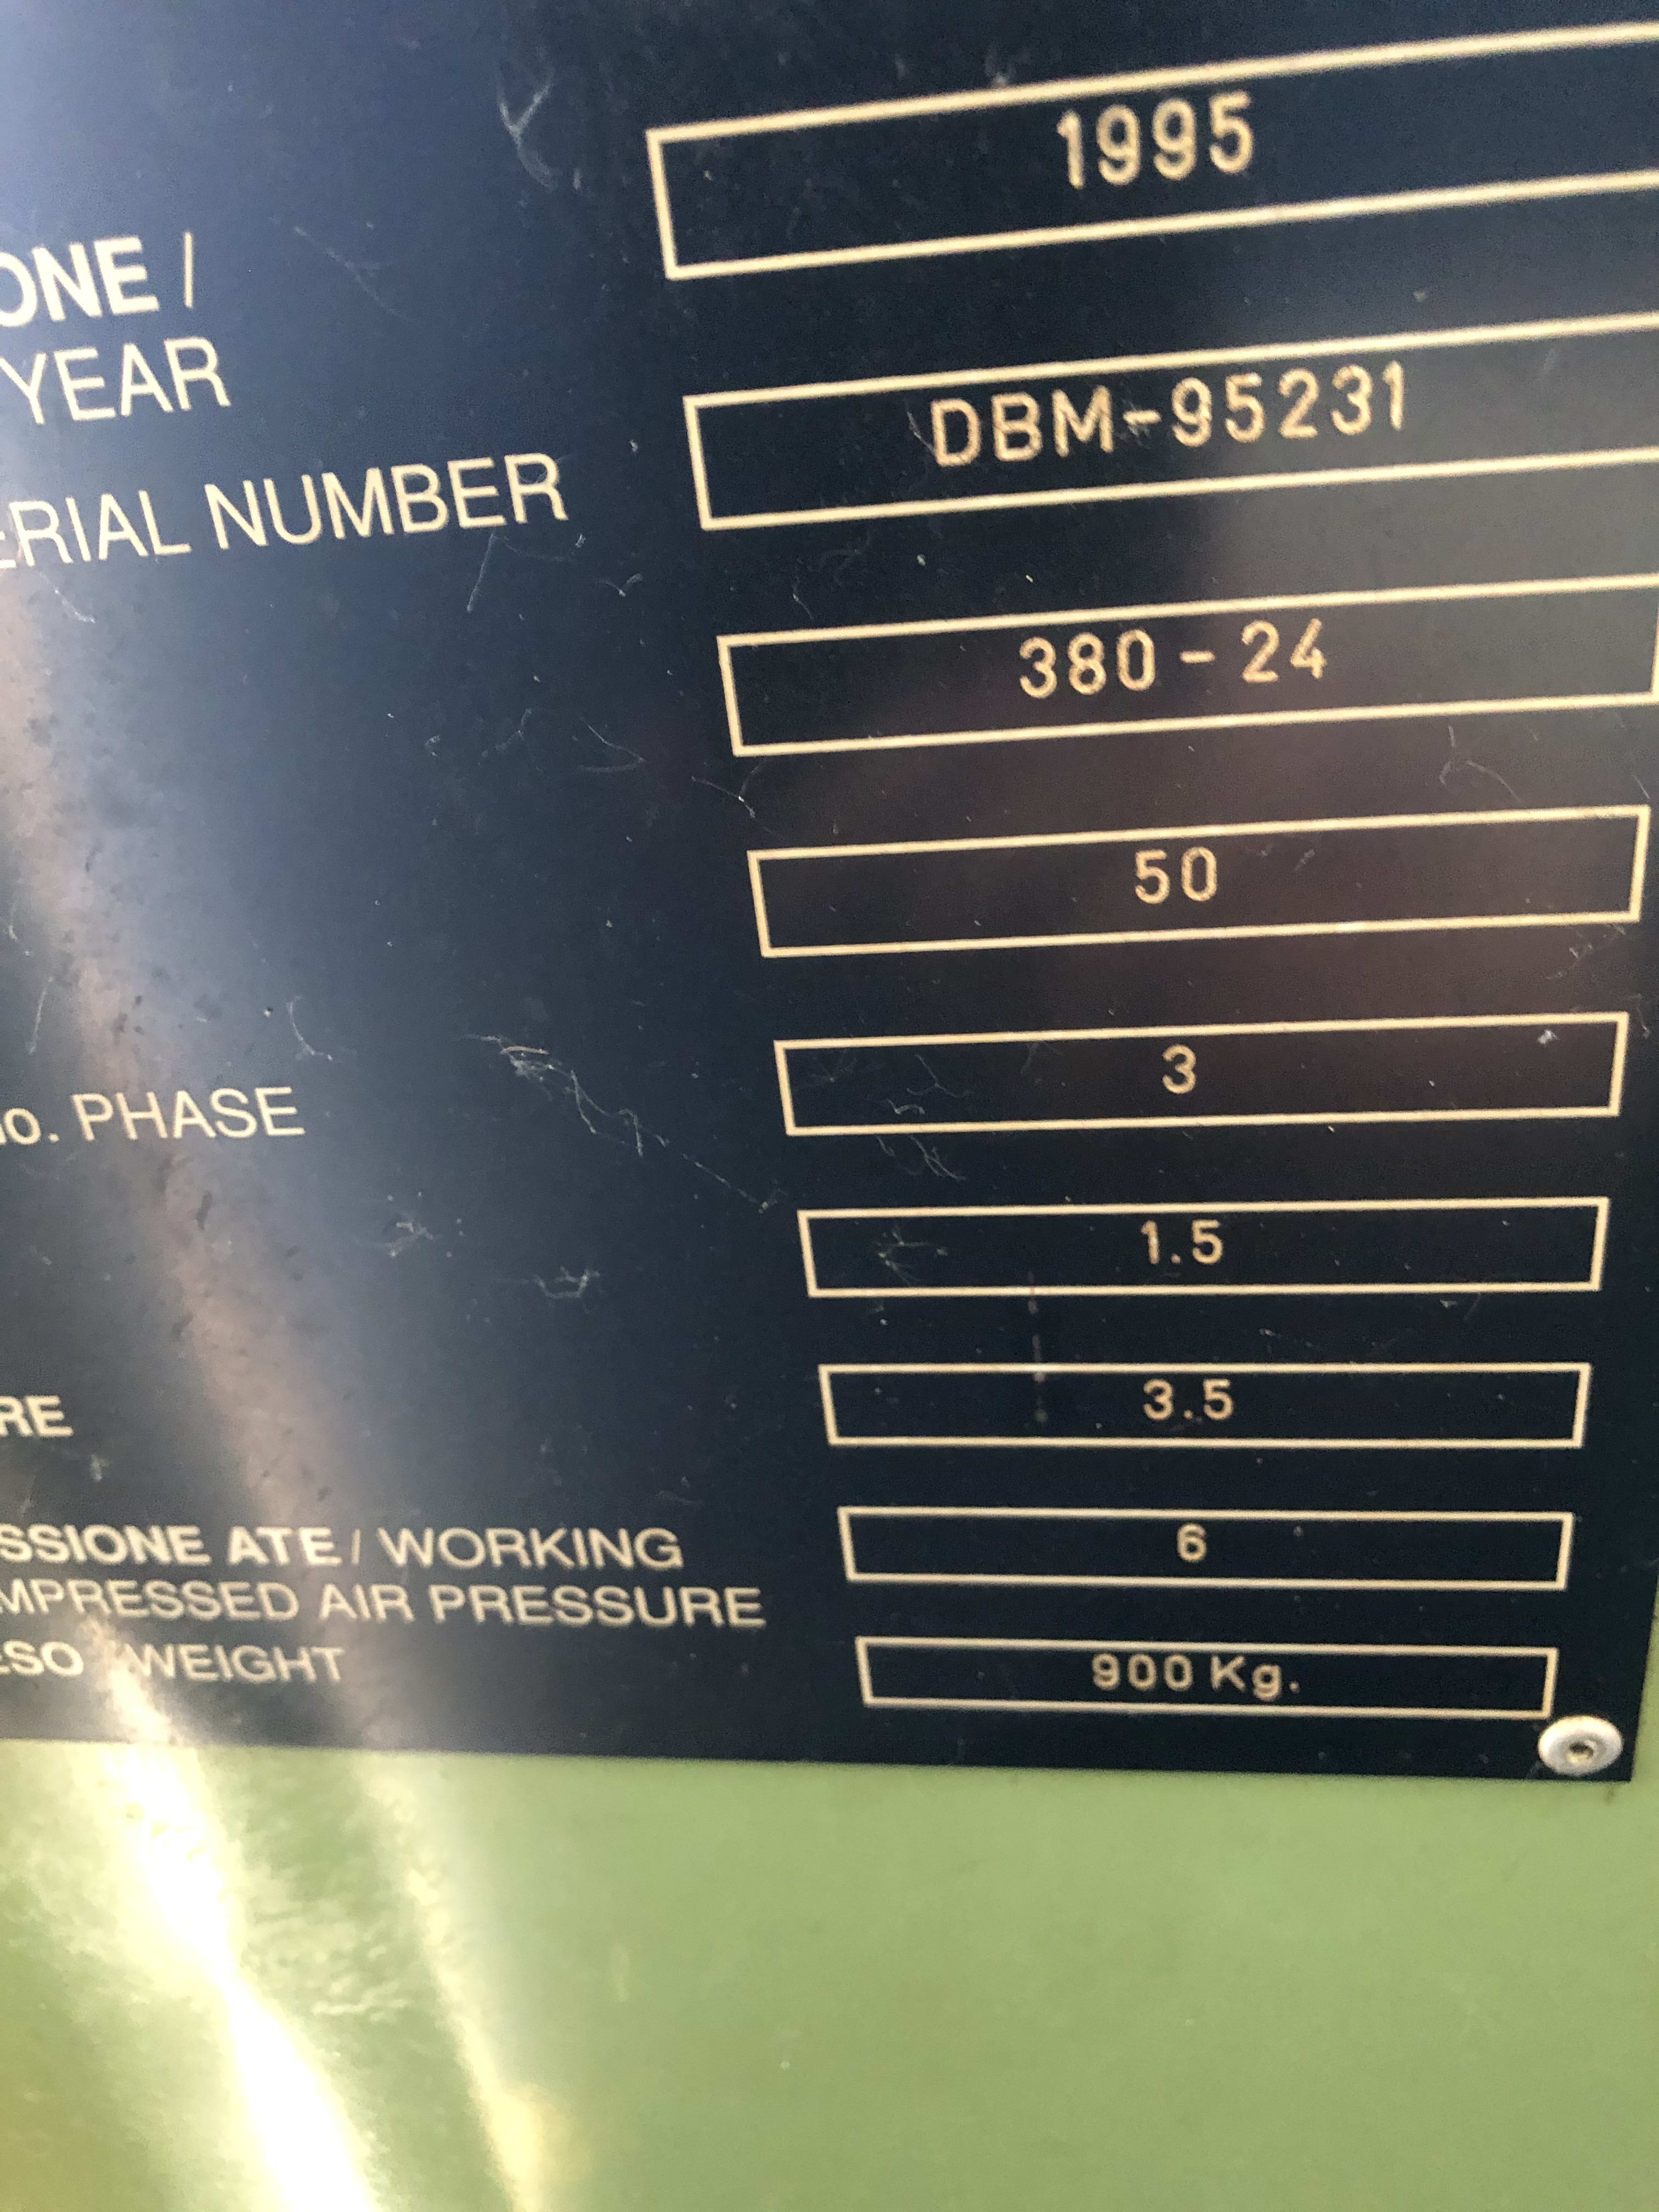 1995
ONE /
YEAR
DBM-95231
ERIAL NUMBER
380 - 24
50
3
o. PHASE
1.5
3.5
RE
6
SSIONE ATE / WORKING
MPRESSED AIR PRESSURE
ESO / WEIGHT
900 Kg.